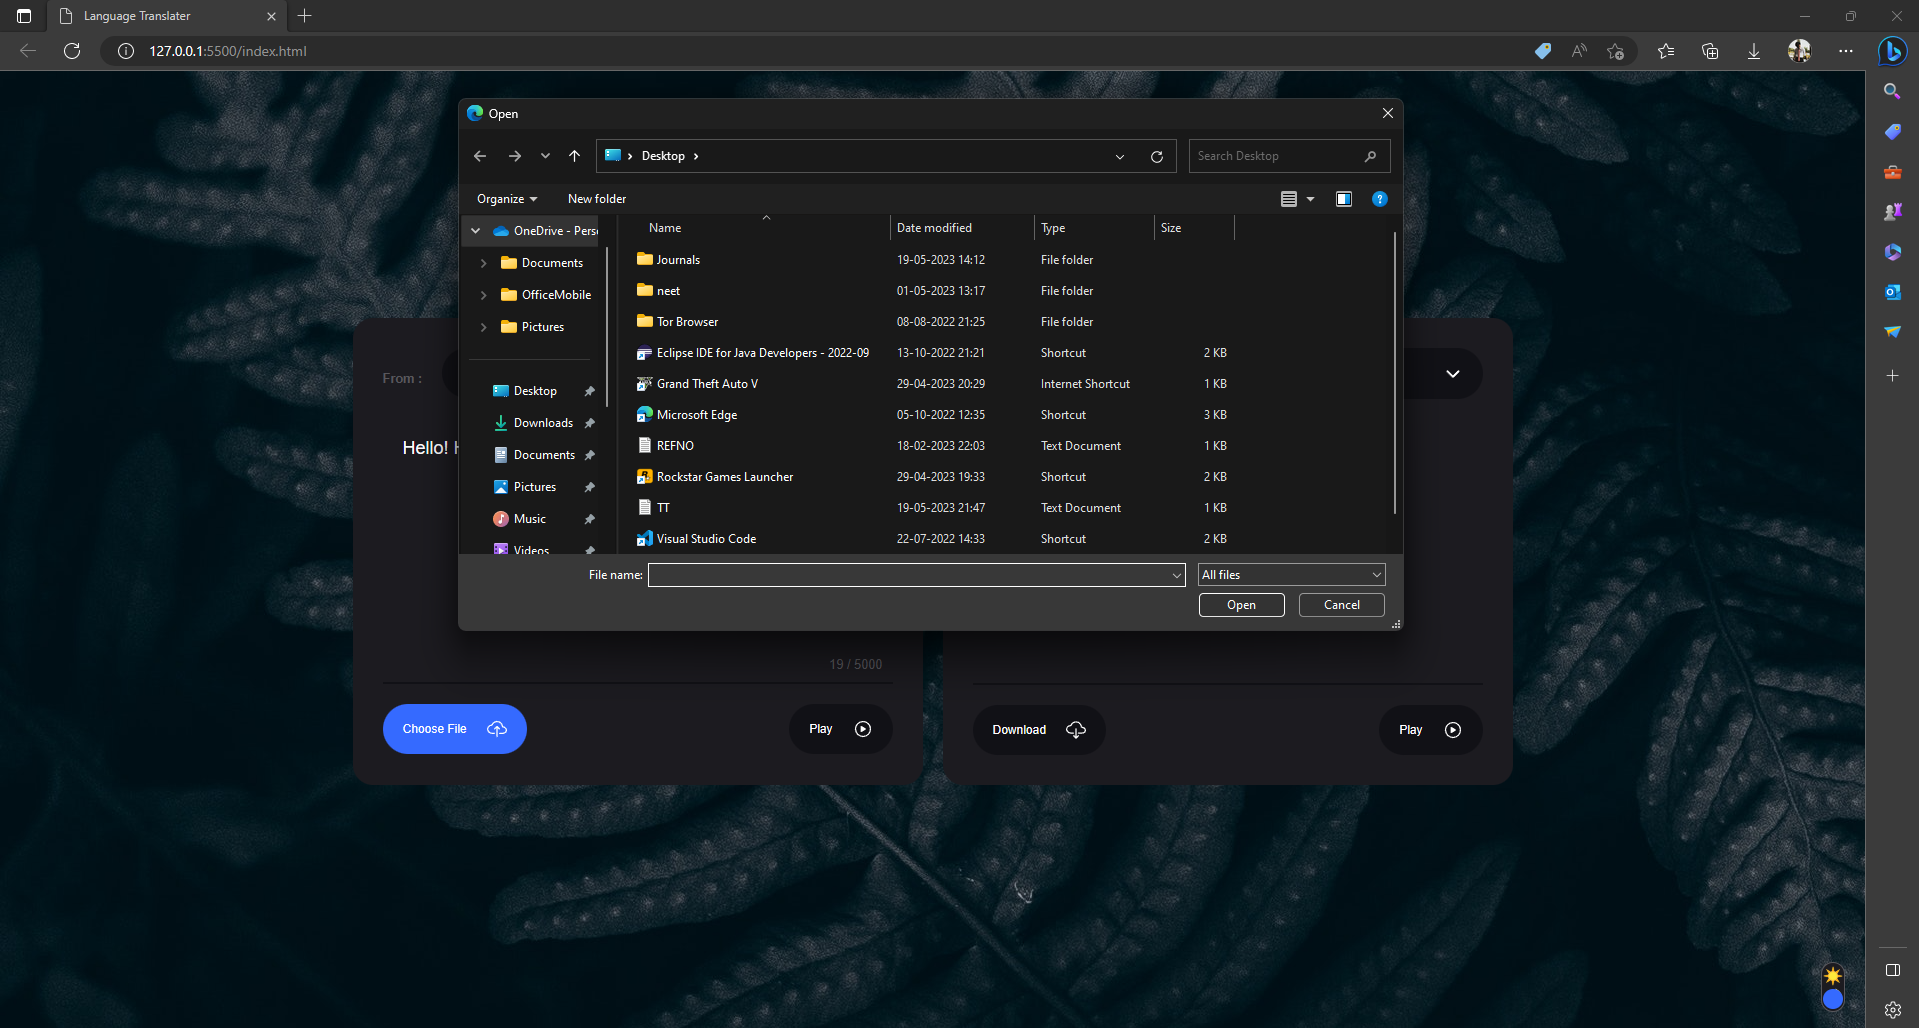 Language Translater
127.0.0.1:5500/index.html
Open
Desktop
Search Desktop
Organize
New folder
OneDrive - Pers
Documents
OfficeMobile
Pictures
Desktop
Downloads
Documents
Pictures
Music
Videos
Name Date modified Type Size
Journals 19-05-2023 14:12 File folder
neet 01-05-2023 13:17 File folder
Tor Browser 08-08-2022 21:25 File folder
Eclipse IDE for Java Developers - 2022-09 13-10-2022 21:21 Shortcut 2 KB
Grand Theft Auto V 29-04-2023 20:29 Internet Shortcut 1 KB
Microsoft Edge 05-10-2022 12:35 Shortcut 3 KB
REFNO 18-02-2023 22:03 Text Document 1 KB
Rockstar Games Launcher 29-04-2023 19:33 Shortcut 2 KB
TT 19-05-2023 21:47 Text Document 1 KB
Visual Studio Code 22-07-2022 14:33 Shortcut 2 KB
File name:
All files
Open
Cancel
From :
Hello!
19 / 5000
Choose File
Play
Download
Play